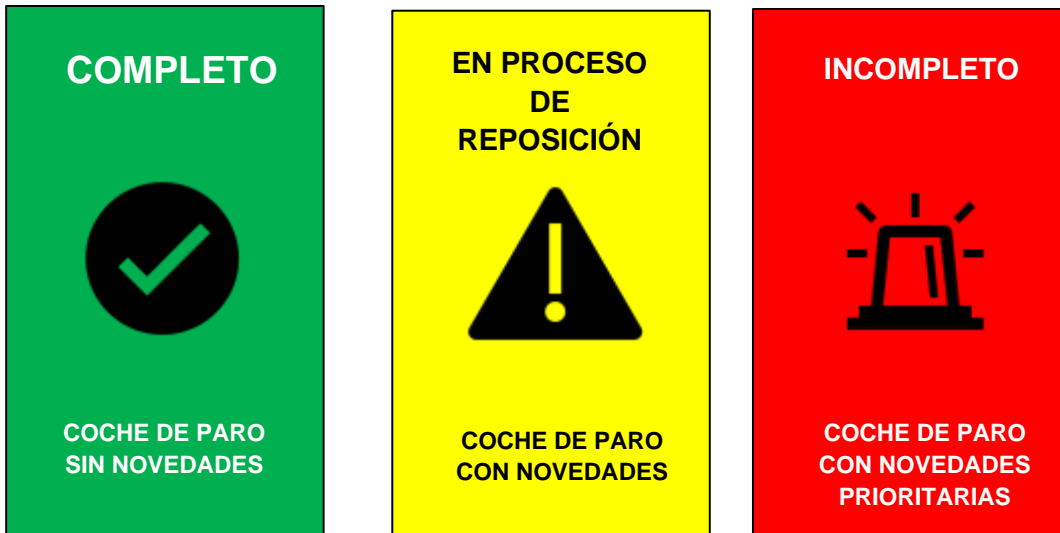 COMPLETO
COCHE DE PARO
SIN NOVEDADES
EN PROCESO
DE
REPOSICIÓN
COCHE DE PARO
CON NOVEDADES
INCOMPLETO
COCHE DE PARO
CON NOVEDADES
PRIORITARIAS